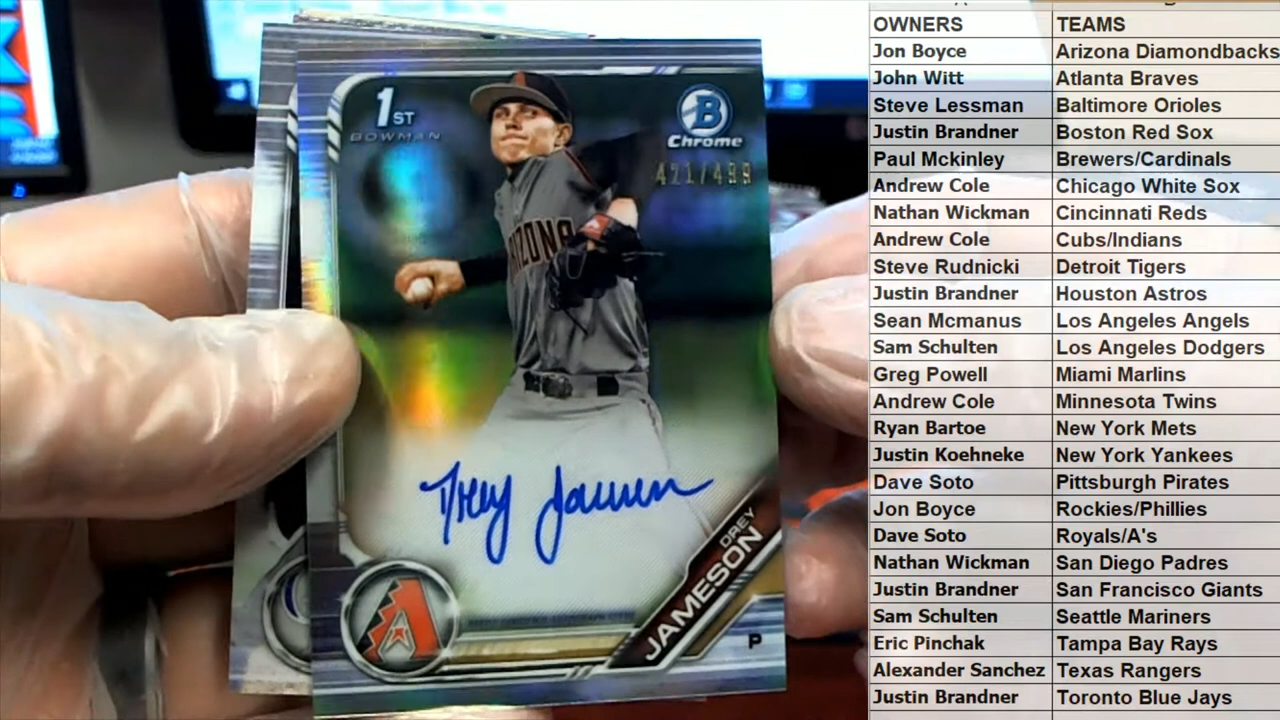 1ST
BOWMAN
B
Chrome
421/499
IZONA
Drey Jameson
DREY
JAMESON
P
OWNERS TEAMS
Jon Boyce Arizona Diamondbacks
John Witt Atlanta Braves
Steve Lessman Baltimore Orioles
Justin Brandner Boston Red Sox
Paul Mckinley Brewers/Cardinals
Andrew Cole Chicago White Sox
Nathan Wickman Cincinnati Reds
Andrew Cole Cubs/Indians
Steve Rudnicki Detroit Tigers
Justin Brandner Houston Astros
Sean Mcmanus Los Angeles Angels
Sam Schulten Los Angeles Dodgers
Greg Powell Miami Marlins
Andrew Cole Minnesota Twins
Ryan Bartoe New York Mets
Justin Koehneke New York Yankees
Dave Soto Pittsburgh Pirates
Jon Boyce Rockies/Phillies
Dave Soto Royals/A's
Nathan Wickman San Diego Padres
Justin Brandner San Francisco Giants
Sam Schulten Seattle Mariners
Eric Pinchak Tampa Bay Rays
Alexander Sanchez Texas Rangers
Justin Brandner Toronto Blue Jays